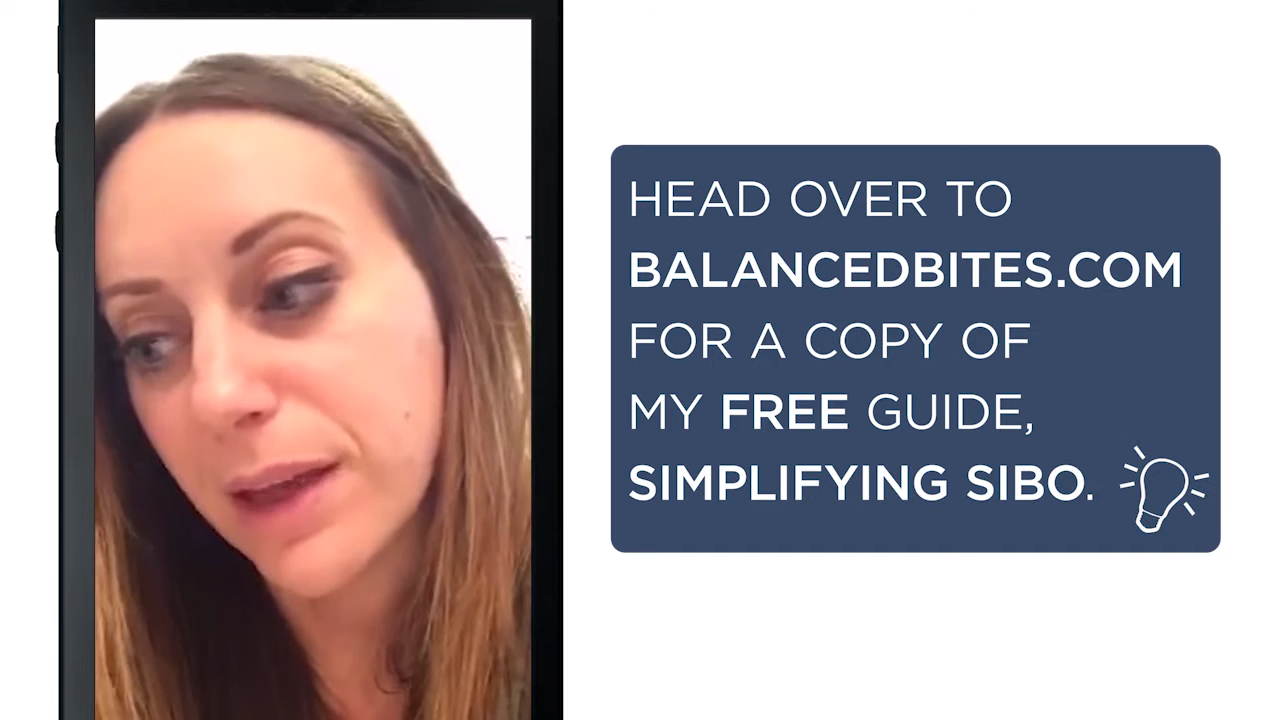 HEAD OVER TO
BALANCEDBITES.COM
FOR A COPY OF
MY FREE GUIDE,
SIMPLIFYING SIBO.